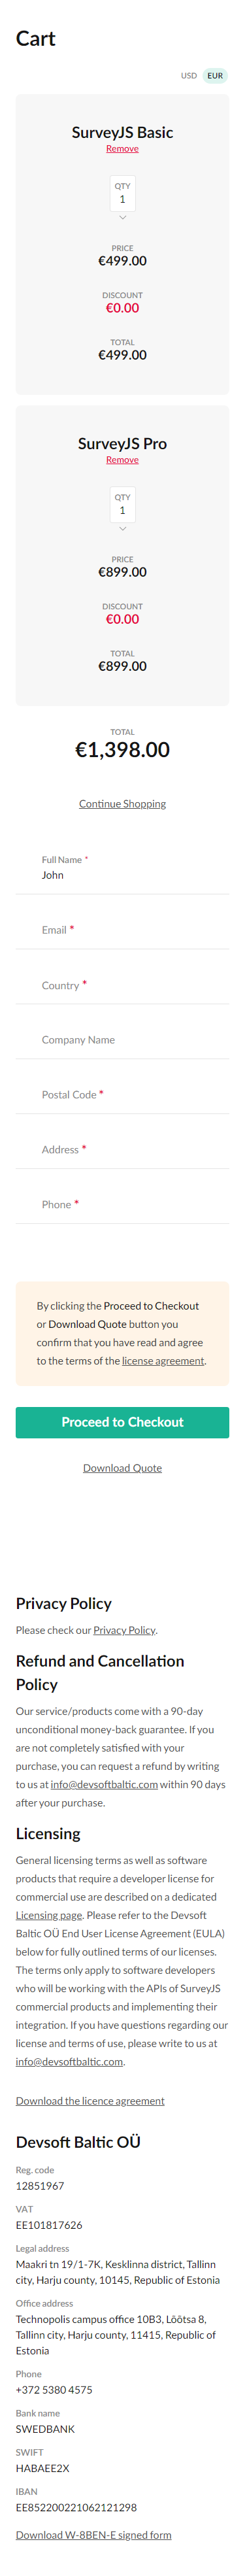 Cart
USD EUR
SurveyJS Basic
Remove
QTY
1
PRICE
€499.00
DISCOUNT
€0.00
TOTAL
€499.00
SurveyJS Pro
Remove
QTY
1
PRICE
€899.00
DISCOUNT
€0.00
TOTAL
€899.00
TOTAL
€1,398.00
Continue Shopping
Full Name *
John
Email *
Country *
Company Name
Postal Code *
Address *
Phone *
By clicking the Proceed to Checkout
or Download Quote button you
confirm that you have read and agree
to the terms of the license agreement.
Proceed to Checkout
Download Quote
Privacy Policy
Please check our Privacy Policy.
Refund and Cancellation
Policy
Our service/products come with a 90-day
unconditional money-back guarantee. If you
are not completely satisfied with your
purchase, you can request a refund by writing
to us at info@devsoftbaltic.com within 90 days
after your purchase.
Licensing
General licensing terms as well as software
products that require a developer license for
commercial use are described on a dedicated
Licensing page. Please refer to the Devsoft
Baltic OÜ End User License Agreement (EULA)
below for fully outlined terms of our licenses.
The terms only apply to software developers
who will be working with the APIs of SurveyJS
commercial products and implementing their
integration. If you have questions regarding our
license and terms of use, please write to us at
info@devsoftbaltic.com.
Download the licence agreement
Devsoft Baltic OÜ
Reg. code
12851967
VAT
EE101817626
Legal address
Maakri tn 19/1-7K, Kesklinna district, Tallinn
city, Harju county, 10145, Republic of Estonia
Office address
Technopolis campus office 10B3, Lõõtsa 8,
Tallinn city, Harju county, 11415, Republic of
Estonia
Phone
+372 5380 4575
Bank name
SWEDBANK
SWIFT
HABAEE2X
IBAN
EE852200221062121298
Download W-8BEN-E signed form